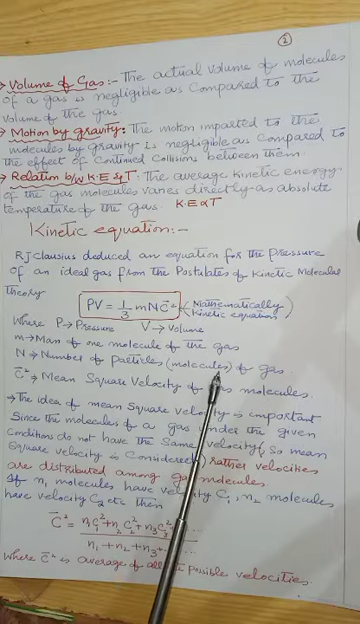 ②
→ Volume of Gas:- The actual volume of molecules
of a gas is negligible as compared to the
volume of the gas
→ Motion by gravity:- The motion imparted to the
molecules by gravity is negligible as compared to
the effect of Continued Collisions between them.
→ Relation b/w K.E & T. The average kinetic energy
of the gas molecules varies directly as absolute
temperature of the gas. K.E ∝ T
Kinetic equation:-
R.J Clausius deduced an equation for the Pressure
of an ideal gas from the Postulates of Kinetic Molecular
theory
PV = 1/3 mNC̄² (Mathematically Kinetic equation)
Where P → Pressure V → Volume
m → Mass of one molecule of the gas
N → Number of Particles (molecules) of gas
C̄² → Mean Square Velocity of gas molecules
→ The idea of mean Square velocity is important
Since the molecules of a gas under the given
Conditions do not have the Same velocity (So mean
Square velocity is Considered) rather velocities
are distributed among gas molecules.
If n₁ molecules have velocity C₁, n₂ molecules
have velocity C₂ etc then
C̄² = n₁C₁² + n₂C₂² + n₃C₃² ...
n₁ + n₂ + n₃ + ...
Where C̄² is average of all the Possible velocities.